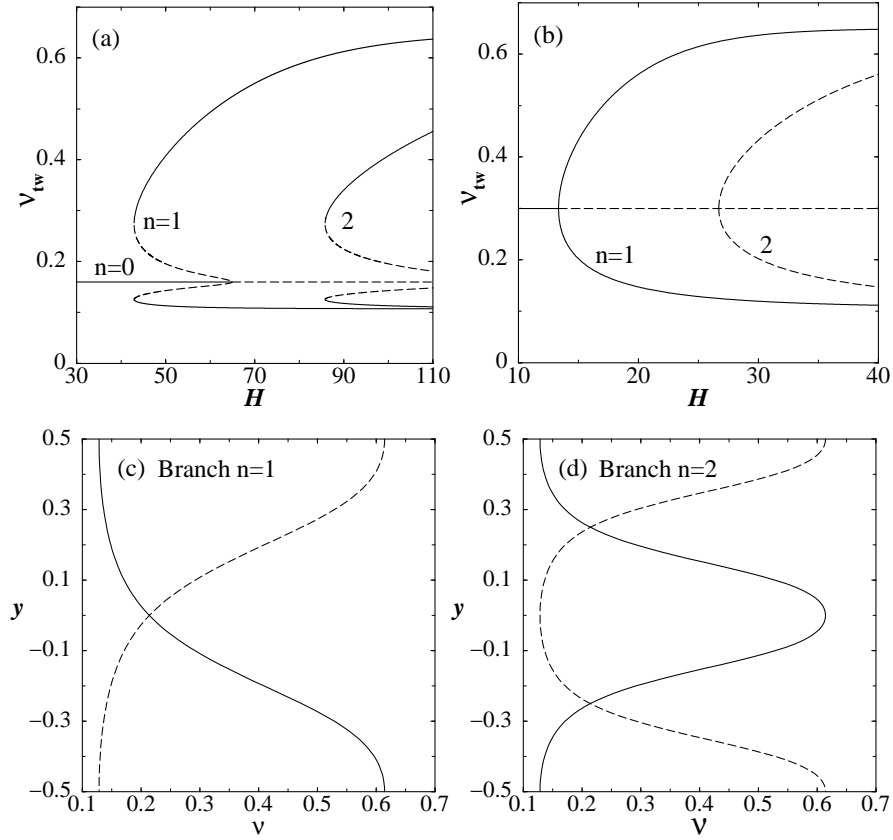 (a)
0.6
0.4
0.2
0
ν_tw
n=1
2
n=0
30 50 70 90 110
H
(b)
0.6
0.4
0.2
0
ν_tw
n=1
2
10 20 30 40
H
(c) Branch n=1
0.5
0.3
0.1
−0.1
−0.3
−0.5
y
0.1 0.2 0.3 0.4 0.5 0.6 0.7
ν
(d) Branch n=2
0.5
0.3
0.1
−0.1
−0.3
−0.5
y
0.1 0.2 0.3 0.4 0.5 0.6 0.7
ν